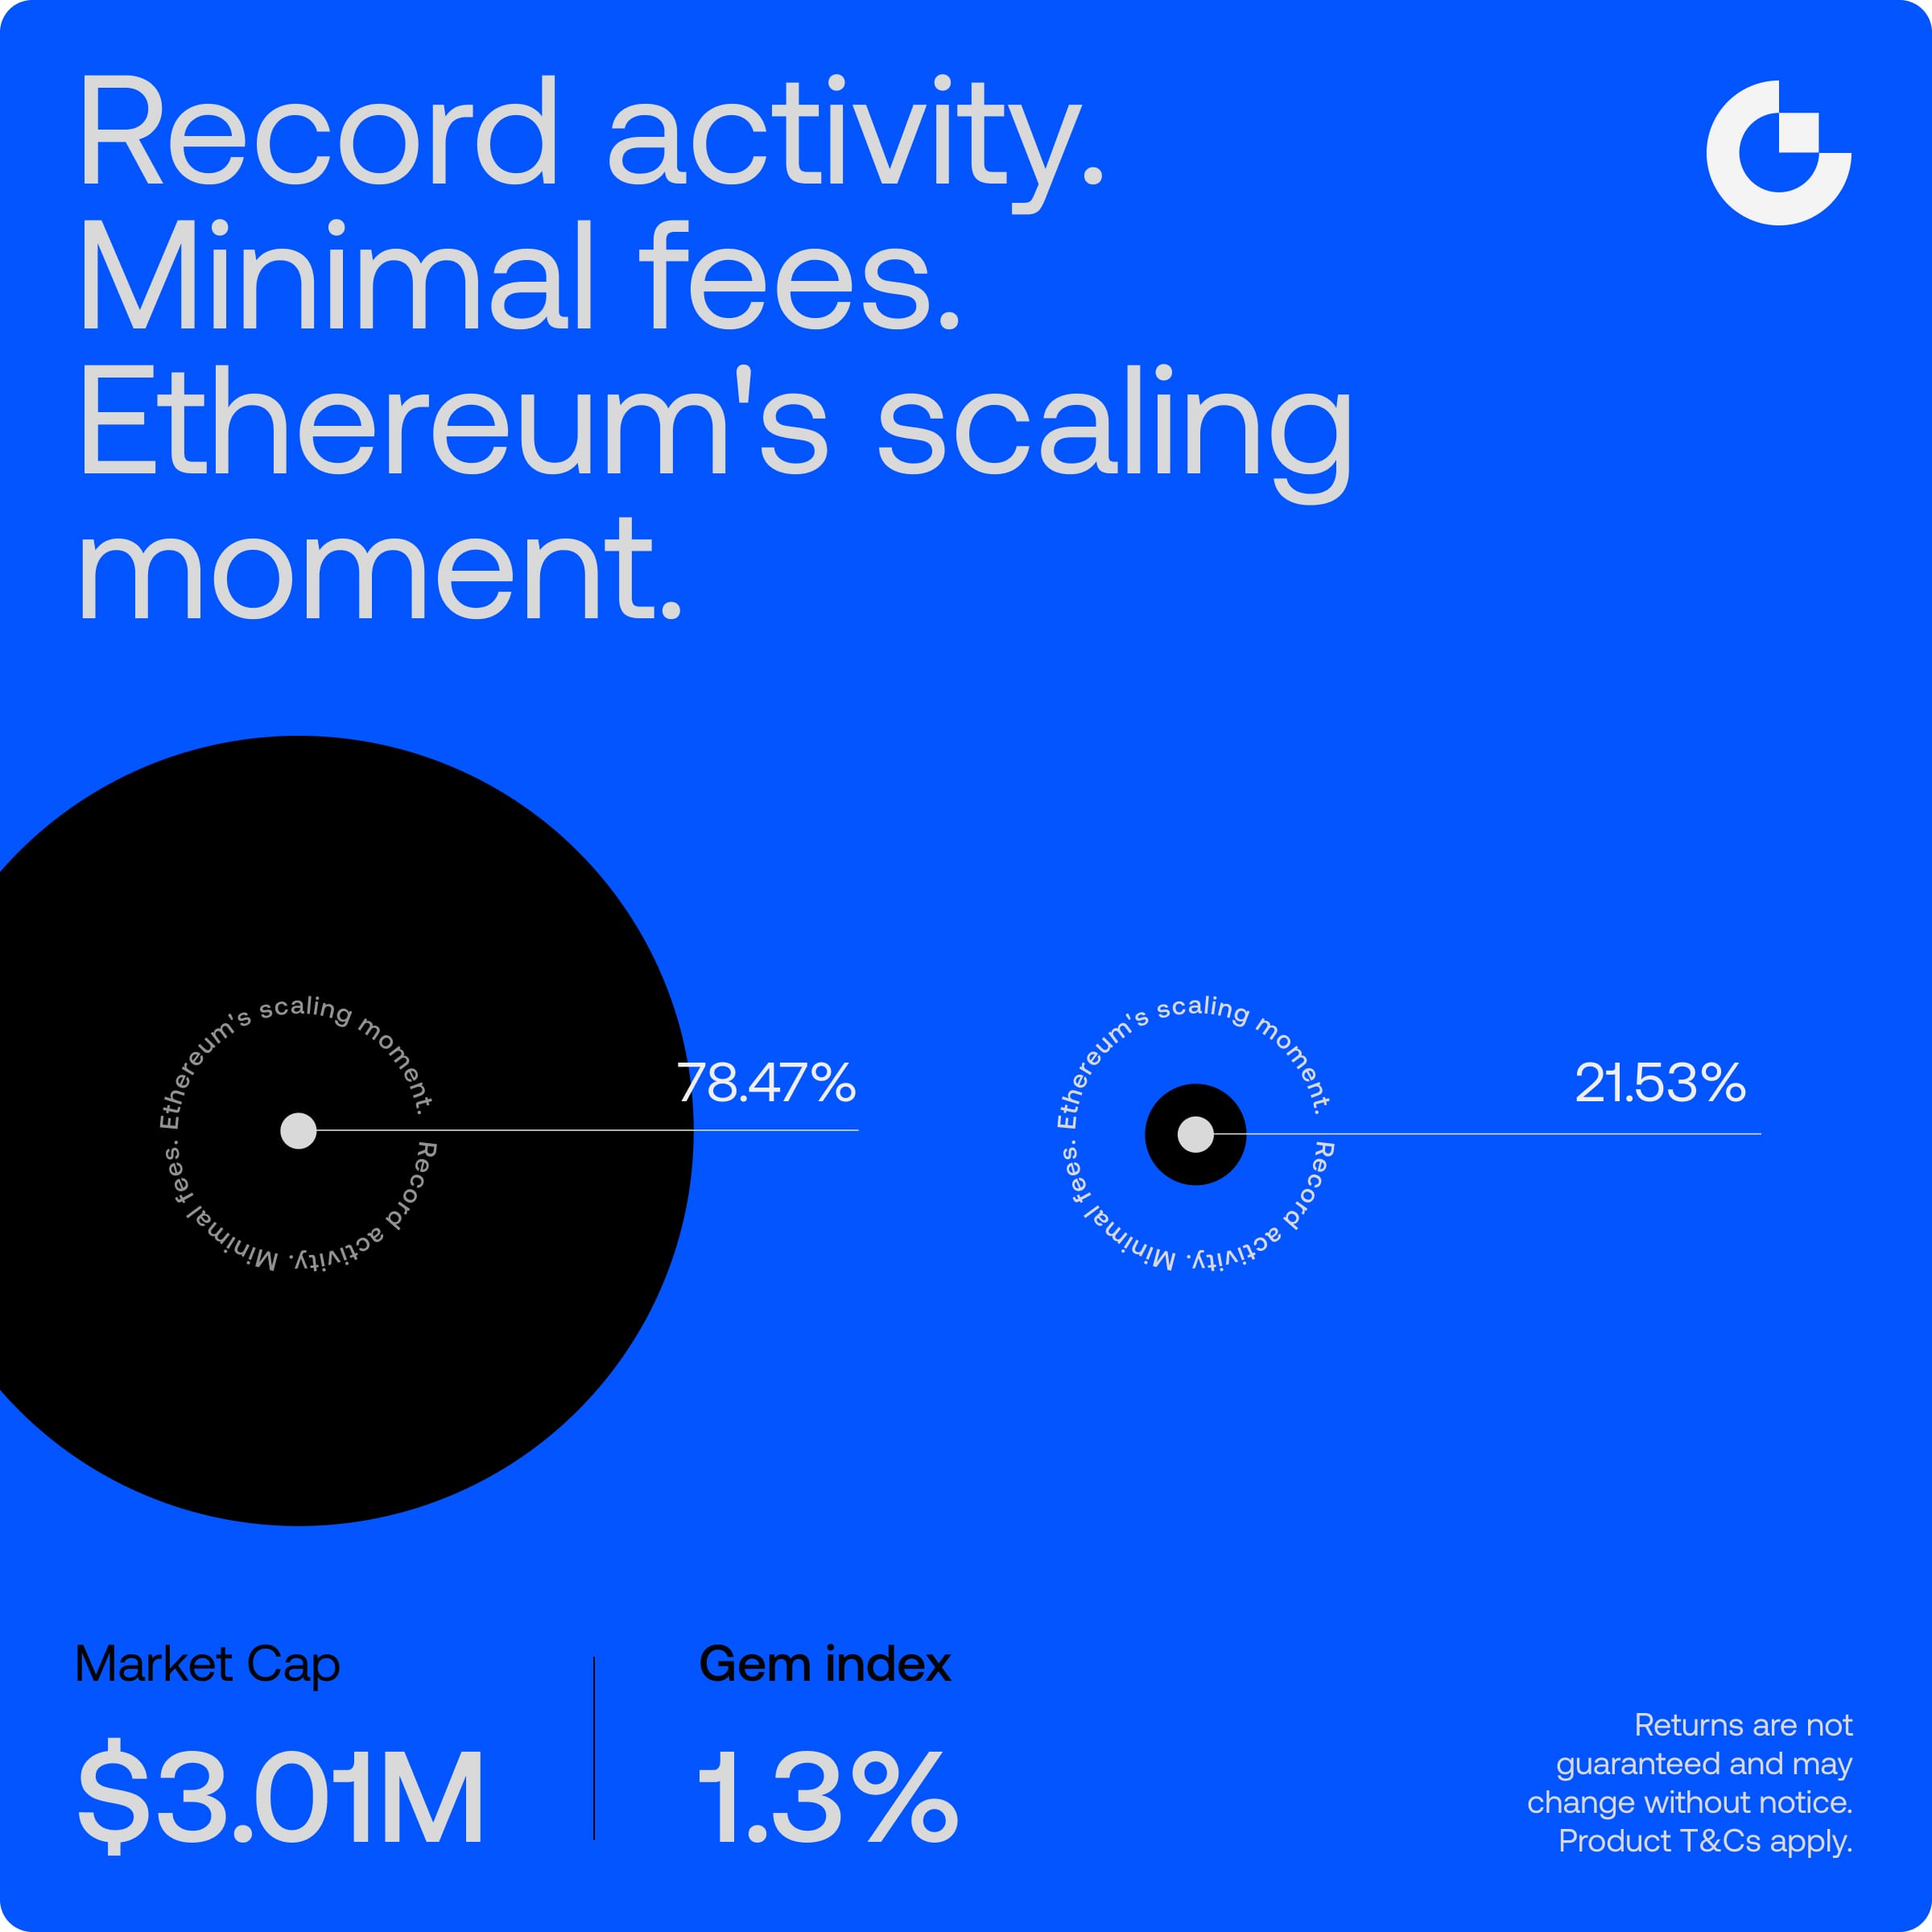 Record activity.
Minimal fees.
Ethereum's scaling
moment.
Record activity. Minimal fees. Ethereum's scaling moment.
78.47%
Record activity. Minimal fees. Ethereum's scaling moment.
21.53%
Market Cap
$3.01M
Gem index
1.3%
Returns are not
guaranteed and may
change without notice.
Product T&Cs apply.